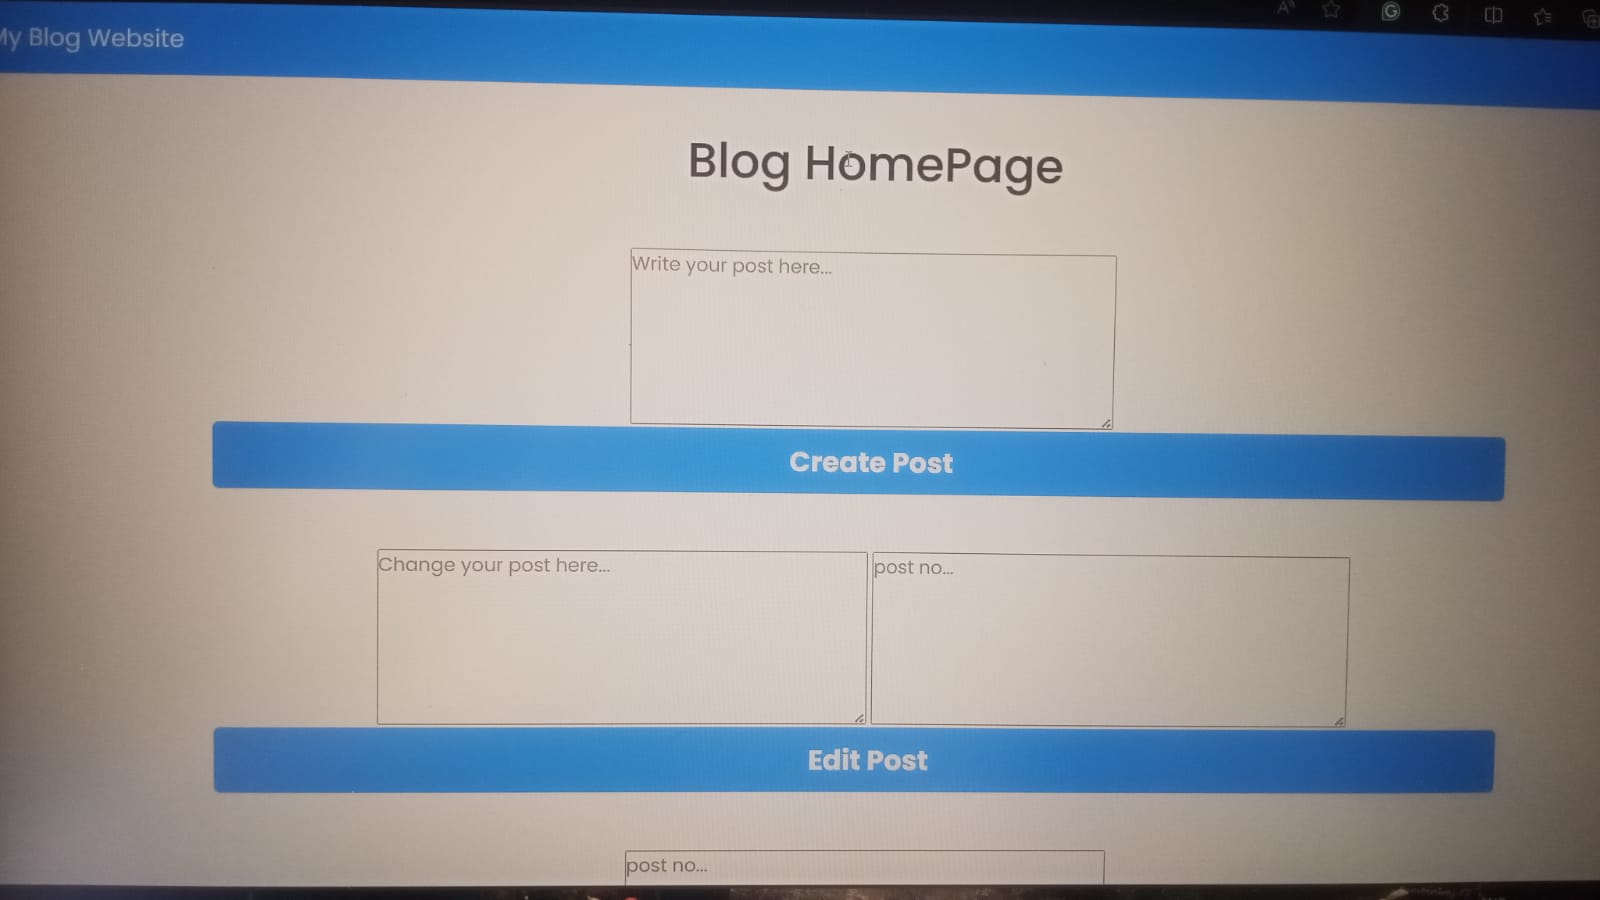 My Blog Website
Blog HomePage
Write your post here...
Create Post
Change your post here...
post no...
Edit Post
post no...